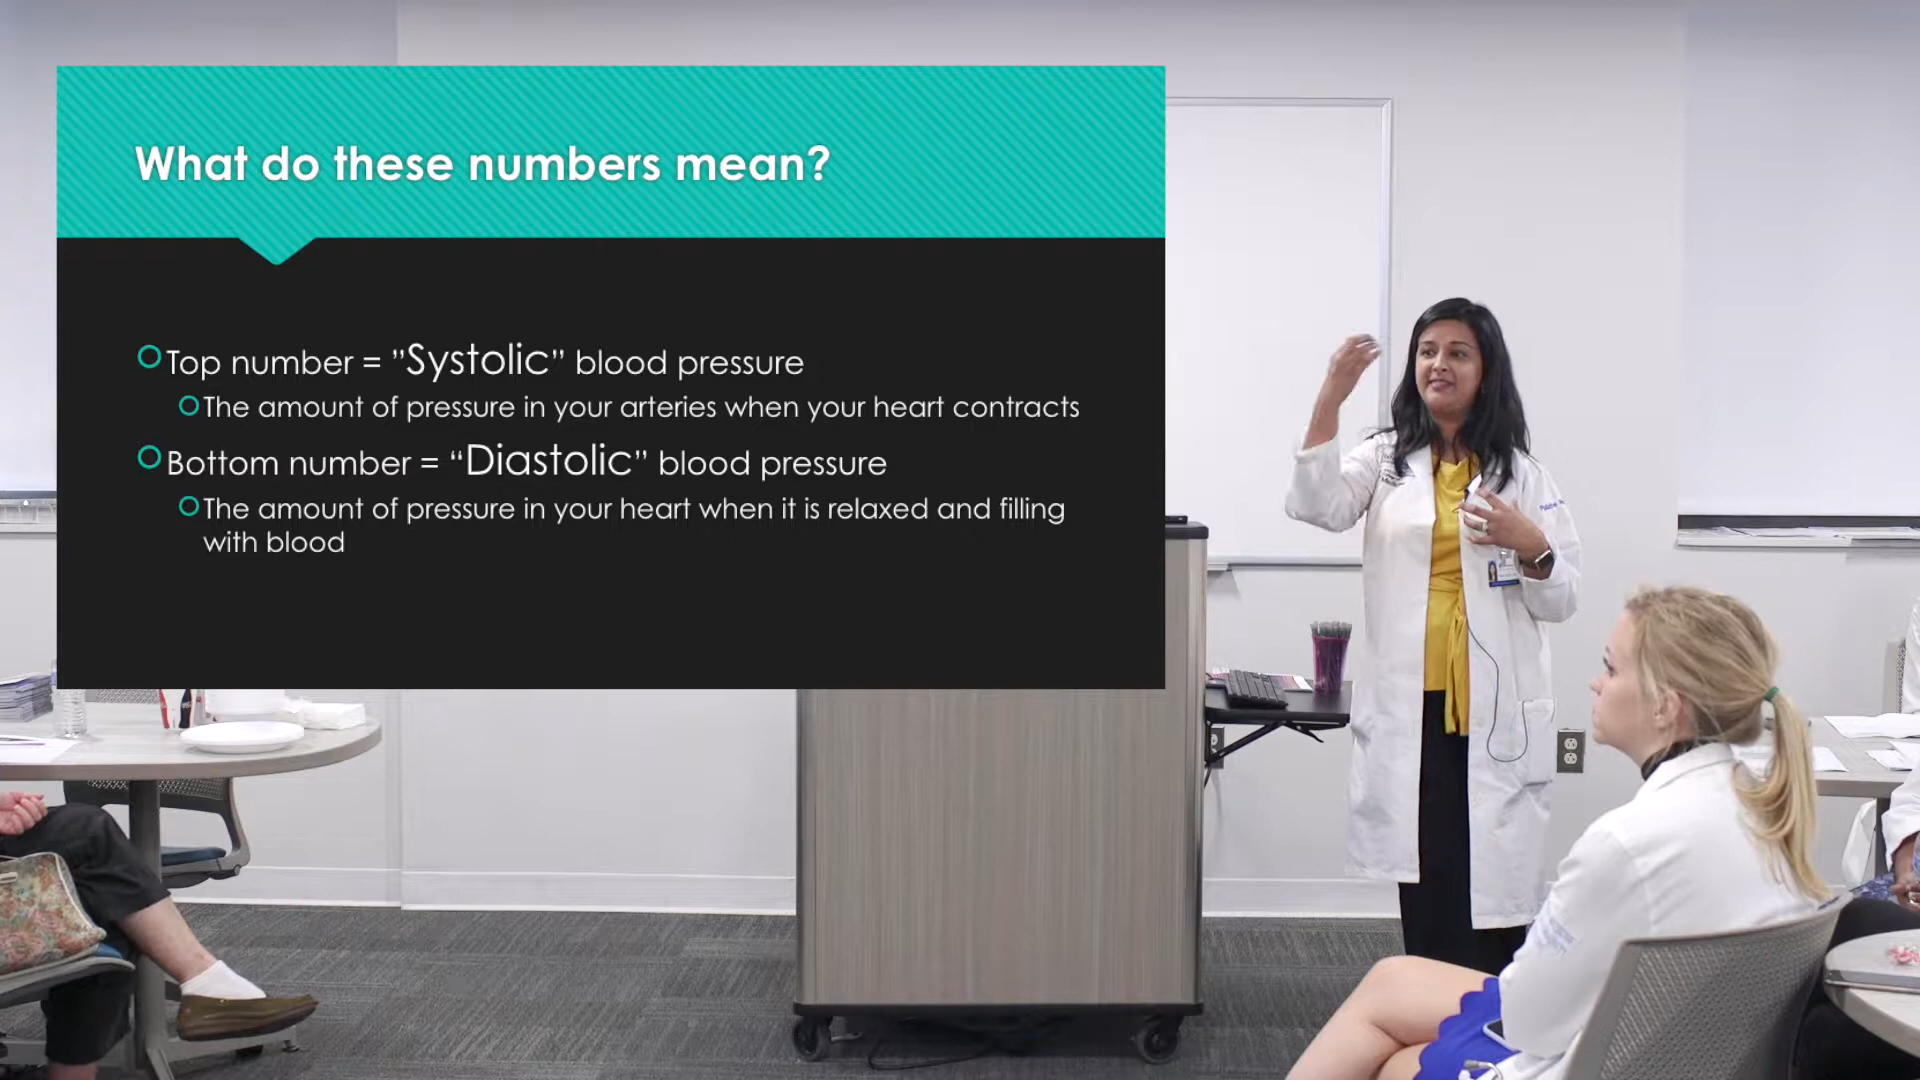 What do these numbers mean?
Top number = ”Systolic” blood pressure
The amount of pressure in your arteries when your heart contracts
Bottom number = “Diastolic” blood pressure
The amount of pressure in your heart when it is relaxed and filling
with blood